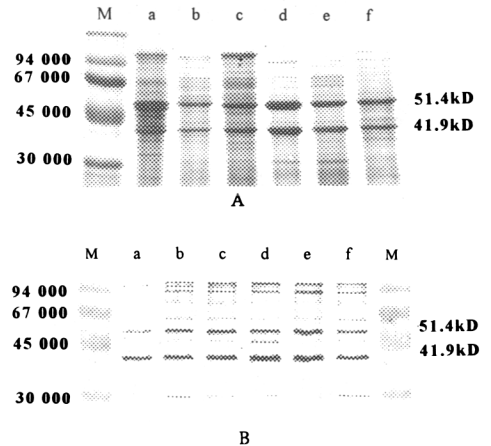 M a b c d e f
94 000
67 000
51.4kD
45 000
41.9kD
30 000
A
M a b c d e f M
94 000
67 000
51.4kD
45 000
41.9kD
30 000
B